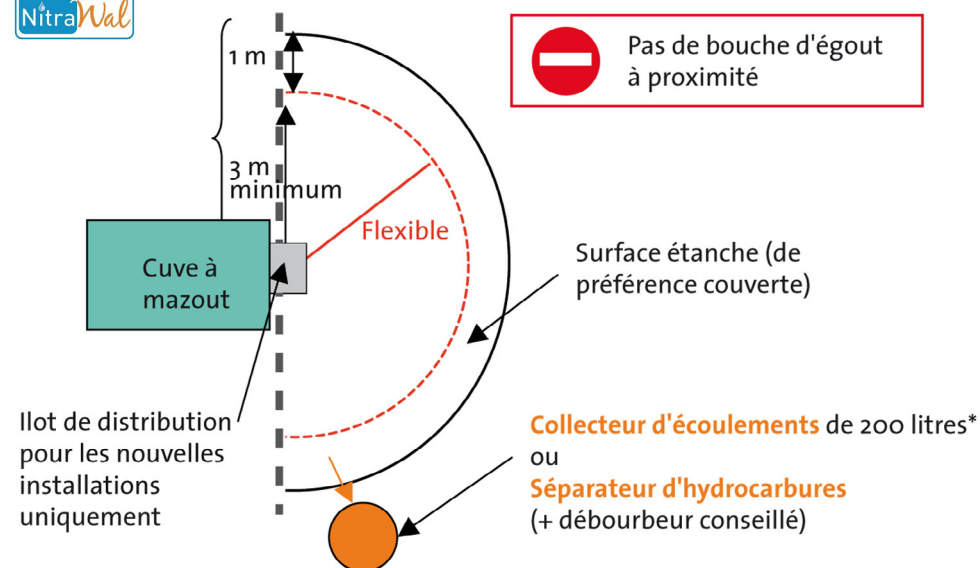 NitraWal
Pas de bouche d'égout
à proximité
1 m
3 m
minimum
Flexible
Cuve à
mazout
Surface étanche (de
préférence couverte)
Ilot de distribution
pour les nouvelles
installations
uniquement
Collecteur d'écoulements de 200 litres*
ou
Séparateur d'hydrocarbures
(+ débourbeur conseillé)